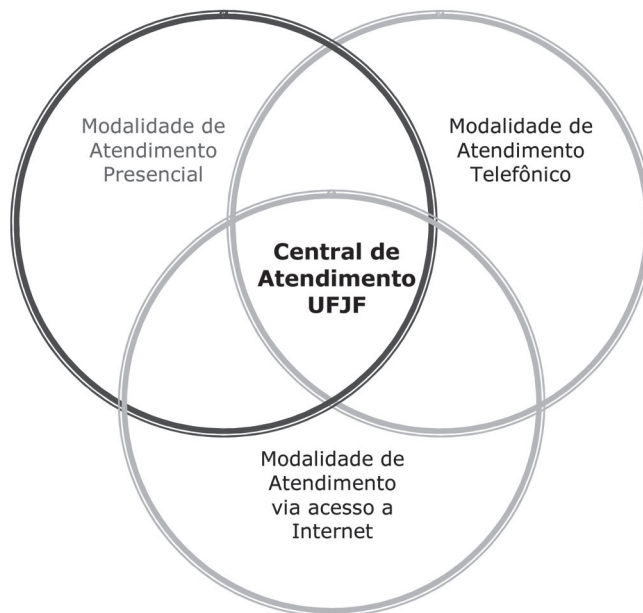 Modalidade de
Atendimento
Presencial
Modalidade de
Atendimento
Telefônico
Central de
Atendimento
UFJF
Modalidade de
Atendimento
via acesso a
Internet